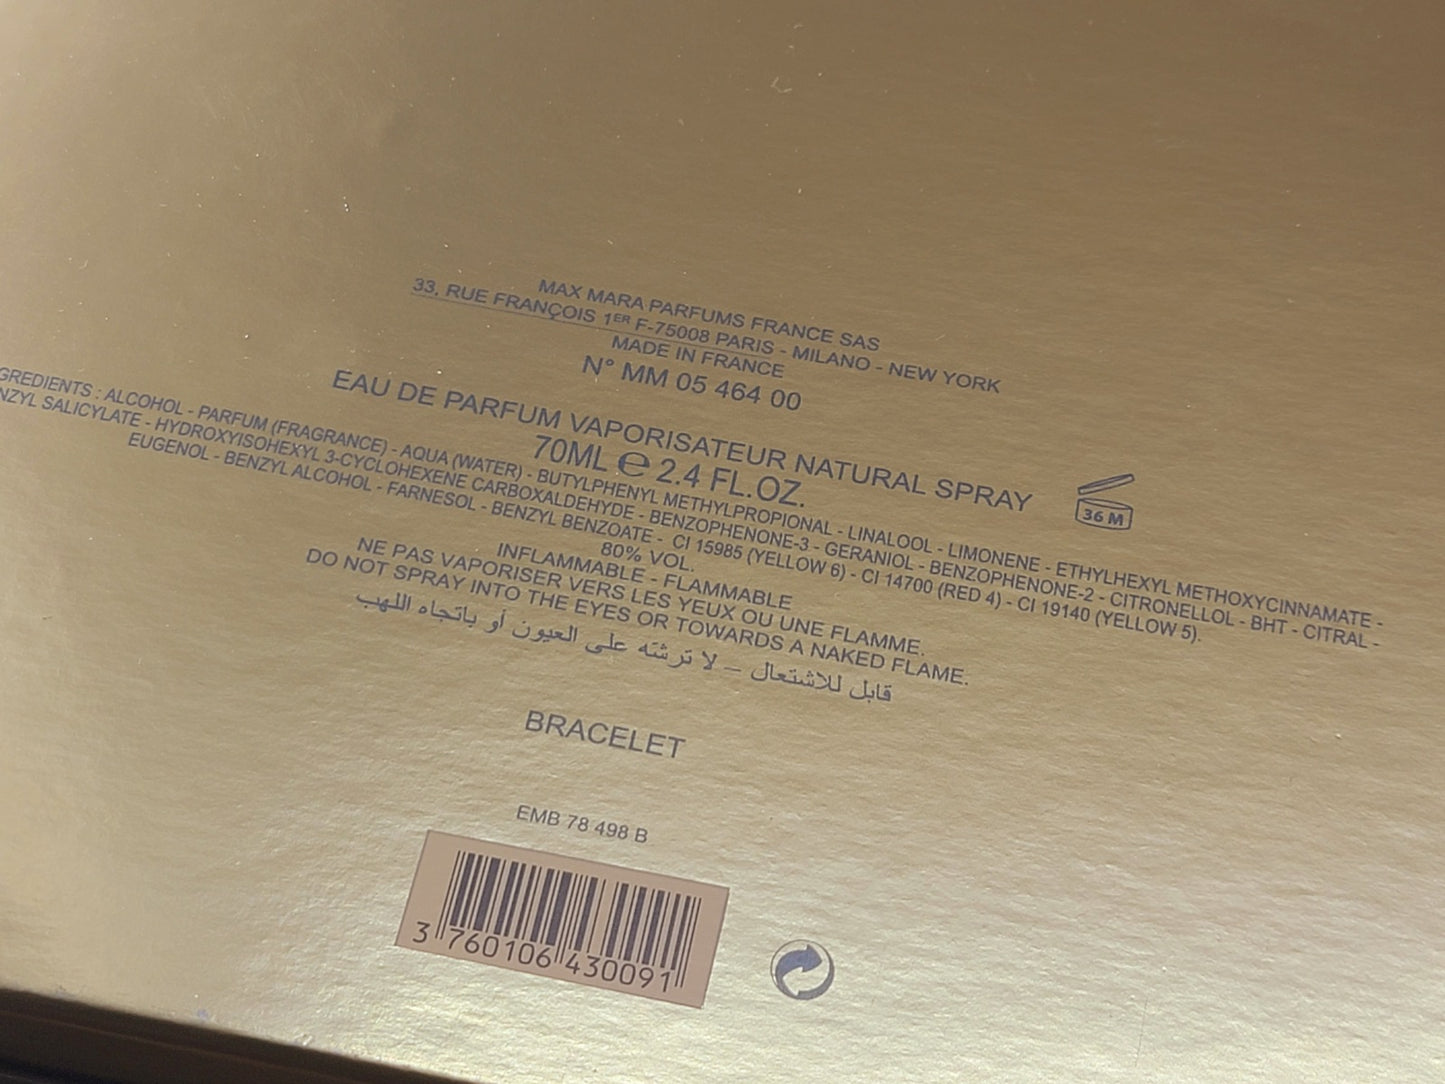 MAX MARA PARFUMS FRANCE SAS
33, RUE FRANÇOIS 1ER F-75008 PARIS - MILANO - NEW YORK
MADE IN FRANCE
N° MM 05 464 00
EAU DE PARFUM VAPORISATEUR NATURAL SPRAY
70ML ℮ 2.4 FL.OZ.
36 M
GREDIENTS : ALCOHOL - PARFUM (FRAGRANCE) - AQUA (WATER) - BUTYLPHENYL METHYLPROPIONAL - LINALOOL - LIMONENE - ETHYLHEXYL METHOXYCINNAMATE -
NZYL SALICYLATE - HYDROXYISOHEXYL 3-CYCLOHEXENE CARBOXALDEHYDE - BENZOPHENONE-3 - GERANIOL - BENZOPHENONE-2 - CITRONELLOL - BHT - CITRAL -
EUGENOL - BENZYL ALCOHOL - FARNESOL - BENZYL BENZOATE - CI 15985 (YELLOW 6) - CI 14700 (RED 4) - CI 19140 (YELLOW 5).
80% VOL.
INFLAMMABLE - FLAMMABLE
NE PAS VAPORISER VERS LES YEUX OU UNE FLAMME.
DO NOT SPRAY INTO THE EYES OR TOWARDS A NAKED FLAME.
قابل للاشتعال – لا ترشه على العيون أو باتجاه اللهب
BRACELET
EMB 78 498 B
3 760106 430091